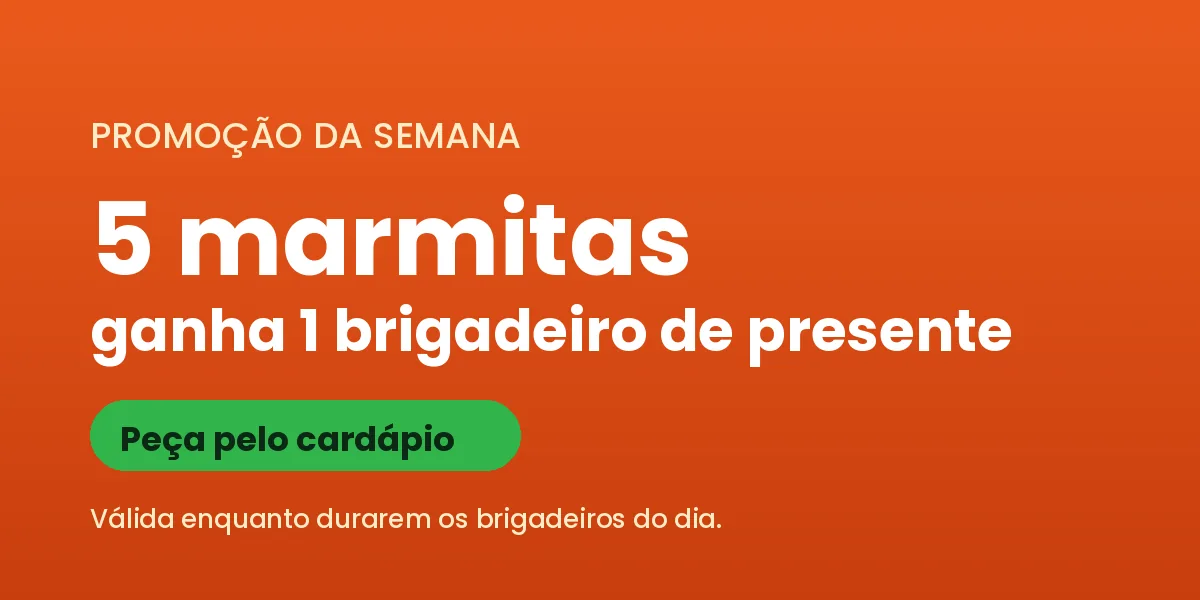 PROMOÇÃO DA SEMANA
5 marmitas
ganha 1 brigadeiro de presente
Peça pelo cardápio
Válida enquanto durarem os brigadeiros do dia.